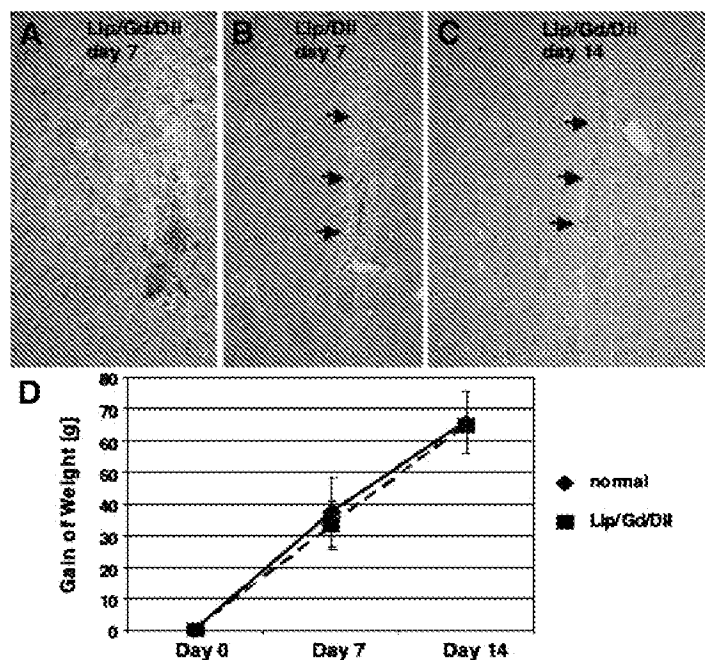 A Lip/Gd/DiI
day 7
B Lip/DiI
day 7
C Lip/Gd/DiI
day 14
D
Gain of Weight [g]
80
70
60
50
40
30
20
10
0
Day 0
Day 7
Day 14
normal
Lip/Gd/DiI